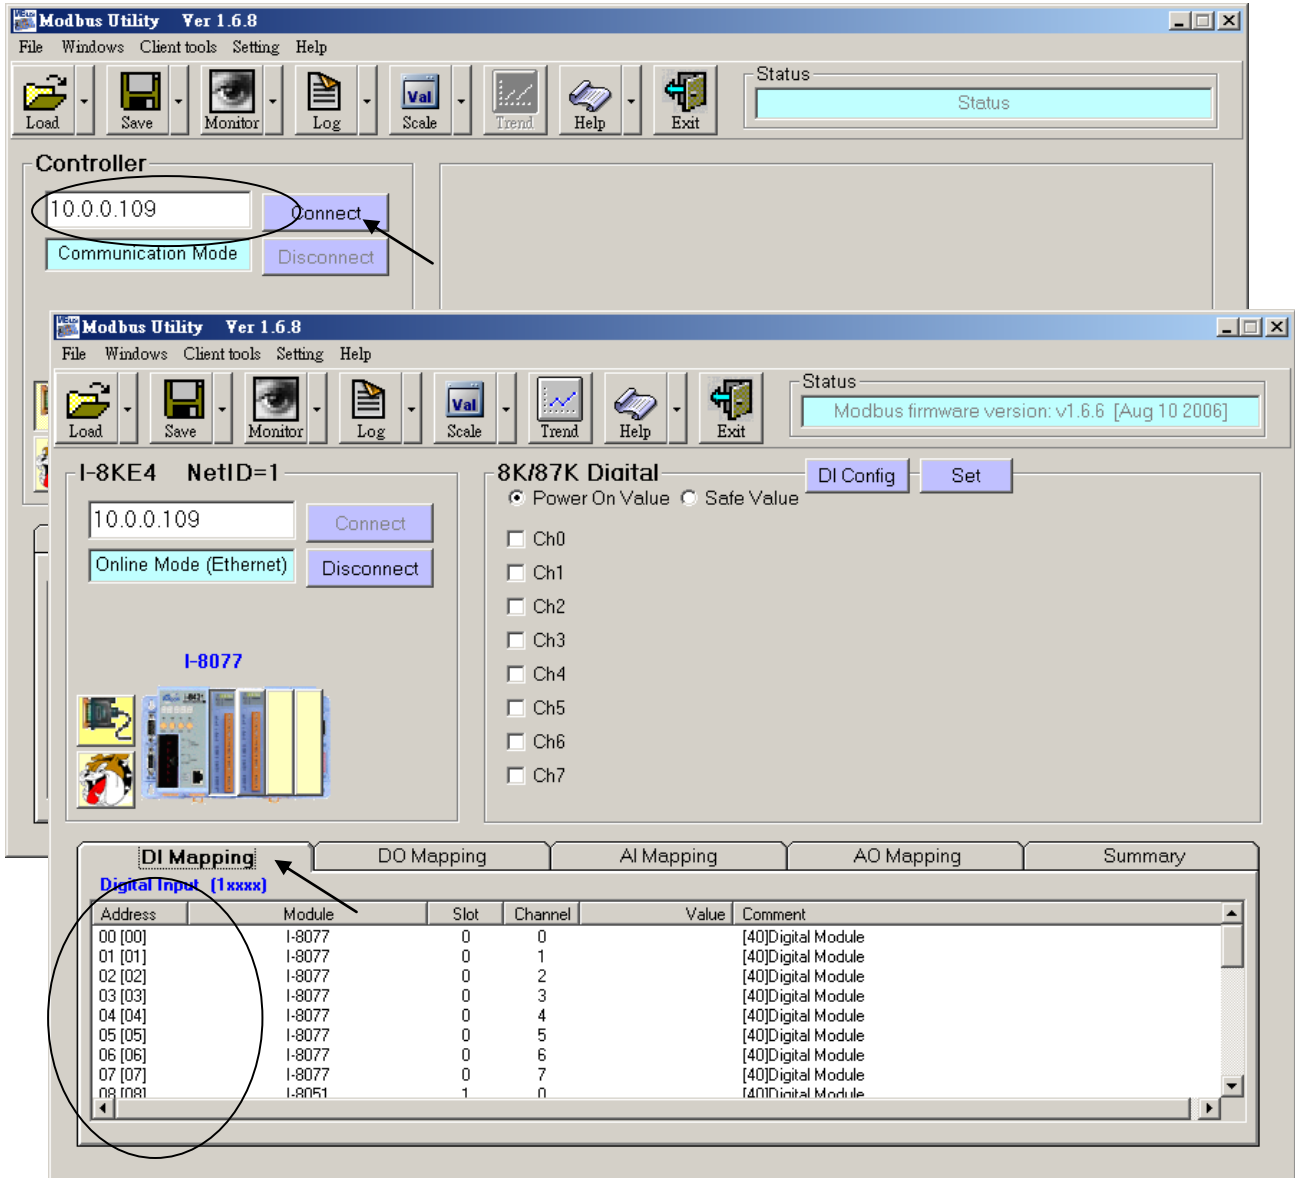 Modbus Utility Ver 1.6.8
File Windows Client tools Setting Help
Load Save Monitor Log Val Scale Trend Help Exit
Status
Status
Controller
10.0.0.109 Connect
Communication Mode Disconnect
Modbus Utility Ver 1.6.8
File Windows Client tools Setting Help
Load Save Monitor Log Val Scale Trend Help Exit
Status
Modbus firmware version: v1.6.6 [Aug 10 2006]
I-8KE4 NetID=1
10.0.0.109 Connect
Online Mode (Ethernet) Disconnect
I-8077
8K/87K Digital DI Config Set
Power On Value Safe Value
Ch0
Ch1
Ch2
Ch3
Ch4
Ch5
Ch6
Ch7
DI Mapping DO Mapping AI Mapping AO Mapping Summary
Digital Input (1xxxx)
Address Module Slot Channel Value Comment
00 [00] I-8077 0 0 [40]Digital Module
01 [01] I-8077 0 1 [40]Digital Module
02 [02] I-8077 0 2 [40]Digital Module
03 [03] I-8077 0 3 [40]Digital Module
04 [04] I-8077 0 4 [40]Digital Module
05 [05] I-8077 0 5 [40]Digital Module
06 [06] I-8077 0 6 [40]Digital Module
07 [07] I-8077 0 7 [40]Digital Module
08 [08] I-8051 1 0 [40]Digital Module